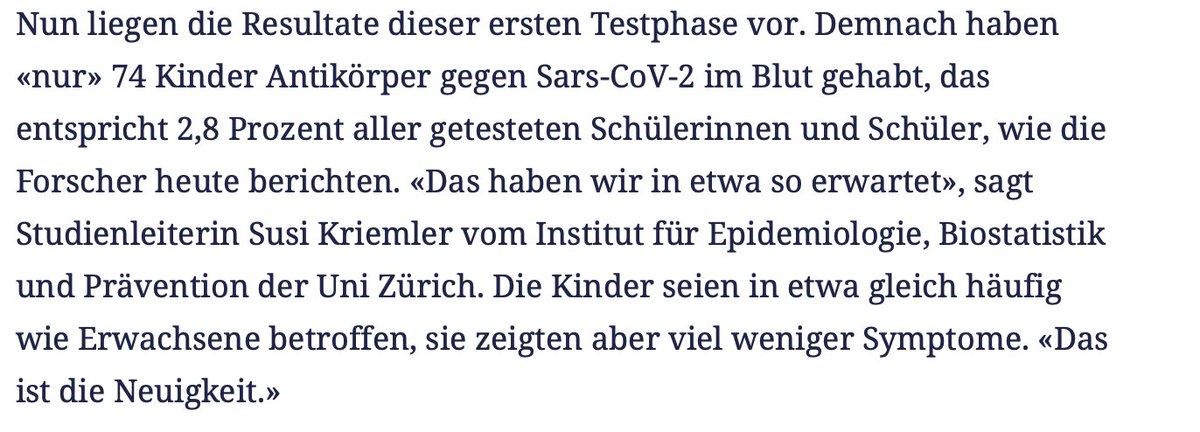 Nun liegen die Resultate dieser ersten Testphase vor. Demnach haben
«nur» 74 Kinder Antikörper gegen Sars-CoV-2 im Blut gehabt, das
entspricht 2,8 Prozent aller getesteten Schülerinnen und Schüler, wie die
Forscher heute berichten. «Das haben wir in etwa so erwartet», sagt
Studienleiterin Susi Kriemler vom Institut für Epidemiologie, Biostatistik
und Prävention der Uni Zürich. Die Kinder seien in etwa gleich häufig
wie Erwachsene betroffen, sie zeigten aber viel weniger Symptome. «Das
ist die Neuigkeit.»